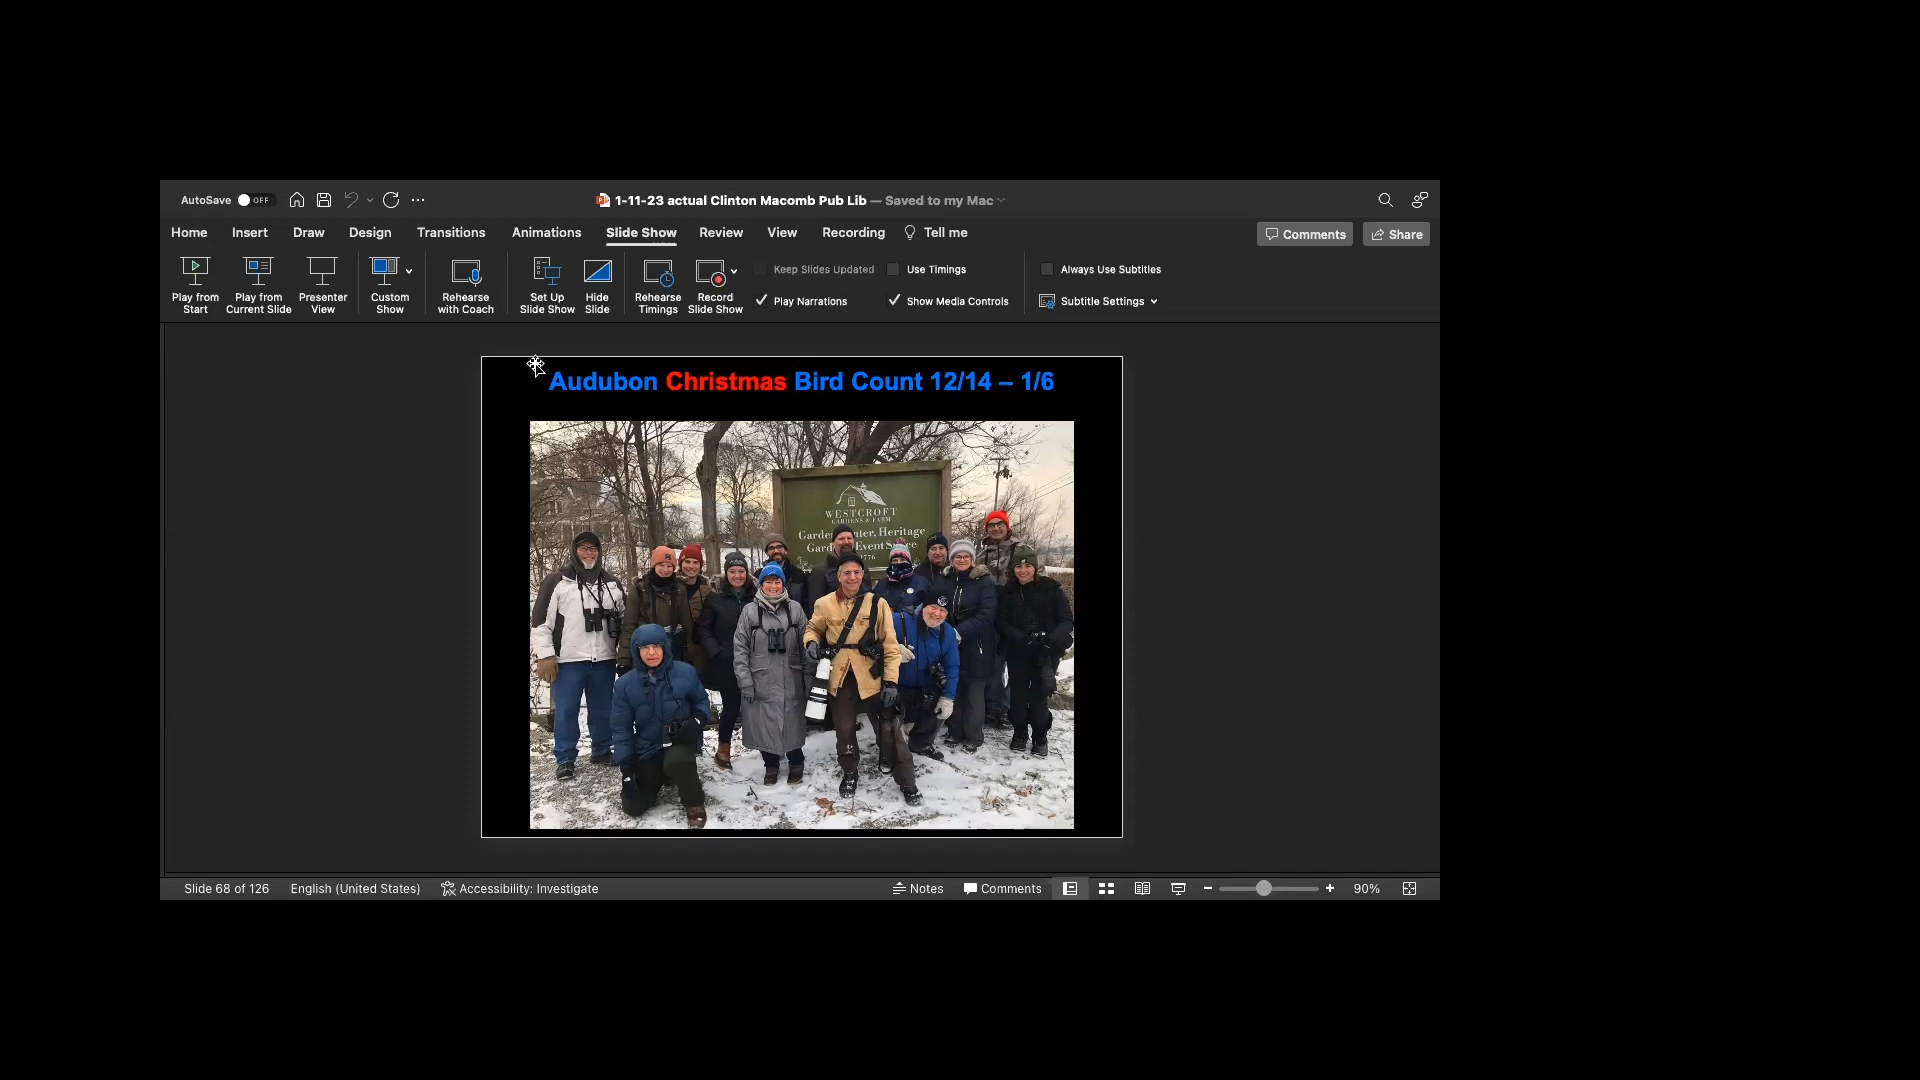 AutoSave OFF
1-11-23 actual Clinton Macomb Pub Lib — Saved to my Mac
Home Insert Draw Design Transitions Animations Slide Show Review View Recording Tell me Comments Share
Play from Start
Play from Current Slide
Presenter View
Custom Show
Rehearse with Coach
Set Up Slide Show
Hide Slide
Rehearse Timings
Record Slide Show
Keep Slides Updated
Use Timings
Play Narrations
Show Media Controls
Always Use Subtitles
Subtitle Settings
Audubon Christmas Bird Count 12/14 – 1/6
WESTCROFT
GARDENS & FARM
Heritage
Event
1776
Slide 68 of 126 English (United States) Accessibility: Investigate Notes Comments 90%